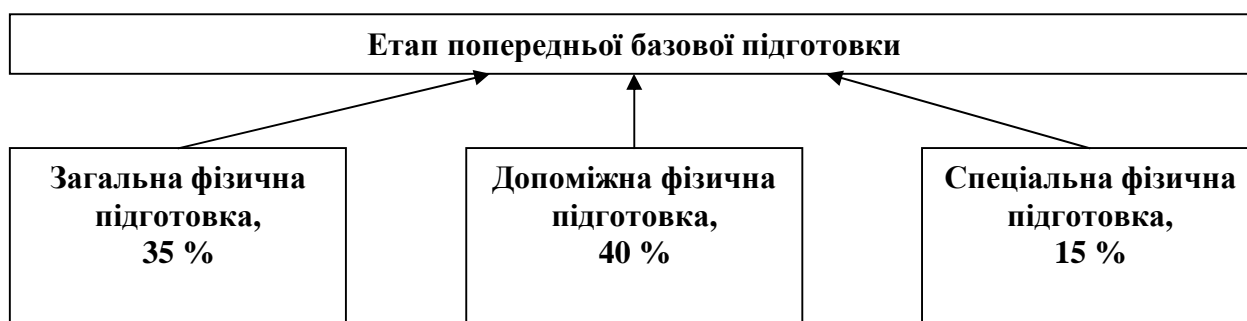 Етап попередньої базової підготовки
Загальна фізична
підготовка,
35 %
Допоміжна фізична
підготовка,
40 %
Спеціальна фізична
підготовка,
15 %